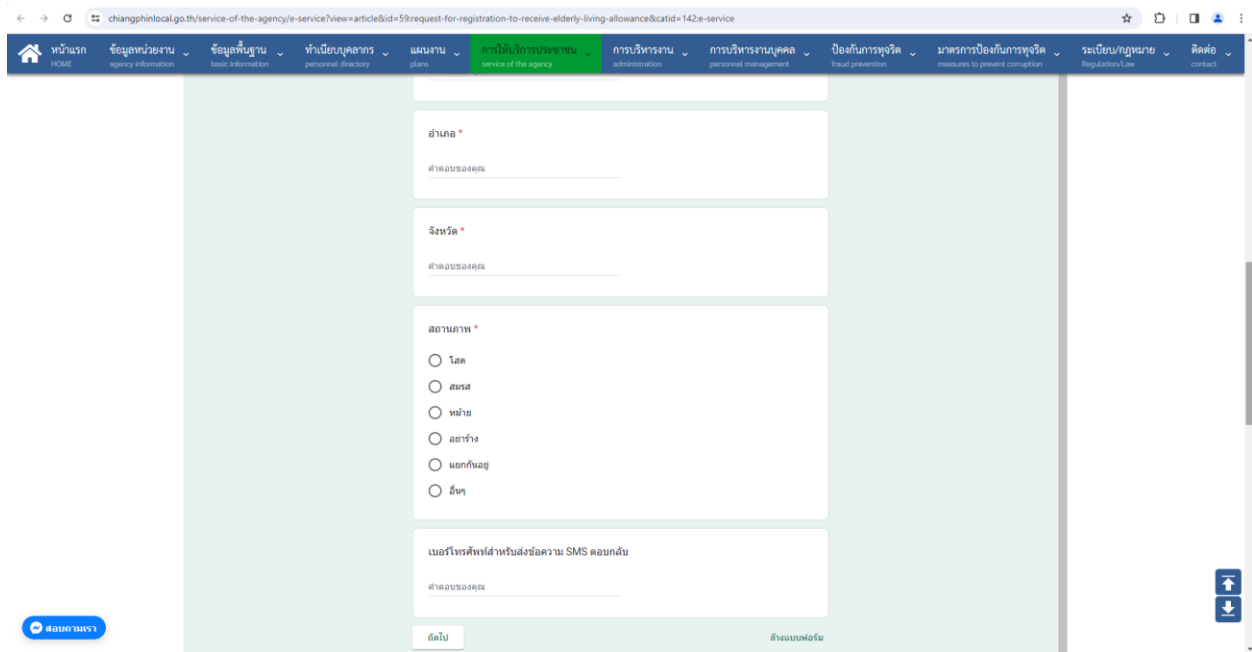 chiangphinlocal.go.th/service-of-the-agency/e-service?view=article&id=59:request-for-registration-to-receive-elderly-living-allowance&catid=142:e-service
หน้าแรก ข้อมูลหน่วยงาน ข้อมูลพื้นฐาน ทำเนียบบุคลากร แผนงาน การให้บริการประชาชน การบริหารงาน การบริหารงานบุคคล ป้องกันการทุจริต มาตรการป้องกันการทุจริต ระเบียบ/กฎหมาย ติดต่อ
HOME agency information basic information personnel directory plans service of the agency administration personnel management fraud prevention measures to prevent corruption Regulation/Law contact
อำเภอ *
คำตอบของคุณ
จังหวัด *
คำตอบของคุณ
สถานภาพ *
โสด
สมรส
หม้าย
อย่าร้าง
แยกกันอยู่
อื่นๆ
เบอร์โทรศัพท์สำหรับส่งข้อความ SMS ตอบกลับ
คำตอบของคุณ
ถัดไป ล้างแบบฟอร์ม
สอบถามเรา